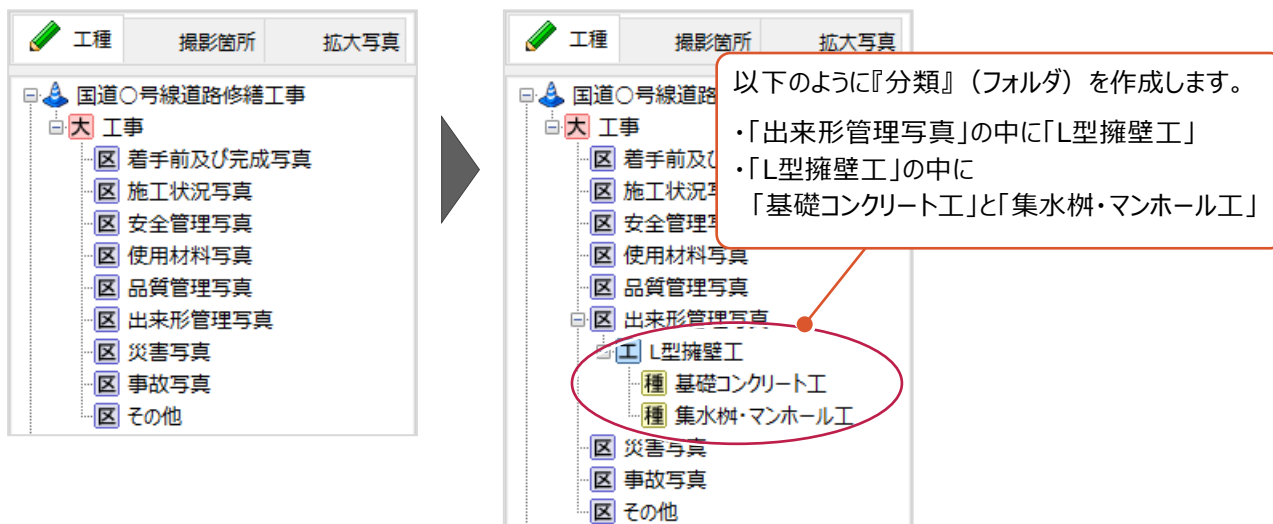 工種 撮影箇所 拡大写真
国道○号線道路修繕工事
大 工事
区 着手前及び完成写真
区 施工状況写真
区 安全管理写真
区 使用材料写真
区 品質管理写真
区 出来形管理写真
区 災害写真
区 事故写真
区 その他
工種 撮影箇所 拡大写真
国道○号線道路
大 工事
区 着手前及び
区 施工状況写
区 安全管理写
区 使用材料写真
区 品質管理写真
区 出来形管理写真
工 L型擁壁工
種 基礎コンクリート工
種 集水桝・マンホール工
区 災害写真
区 事故写真
区 その他
以下のように『分類』（フォルダ）を作成します。
・「出来形管理写真」の中に「L型擁壁工」
・「L型擁壁工」の中に
「基礎コンクリート工」と「集水桝・マンホール工」